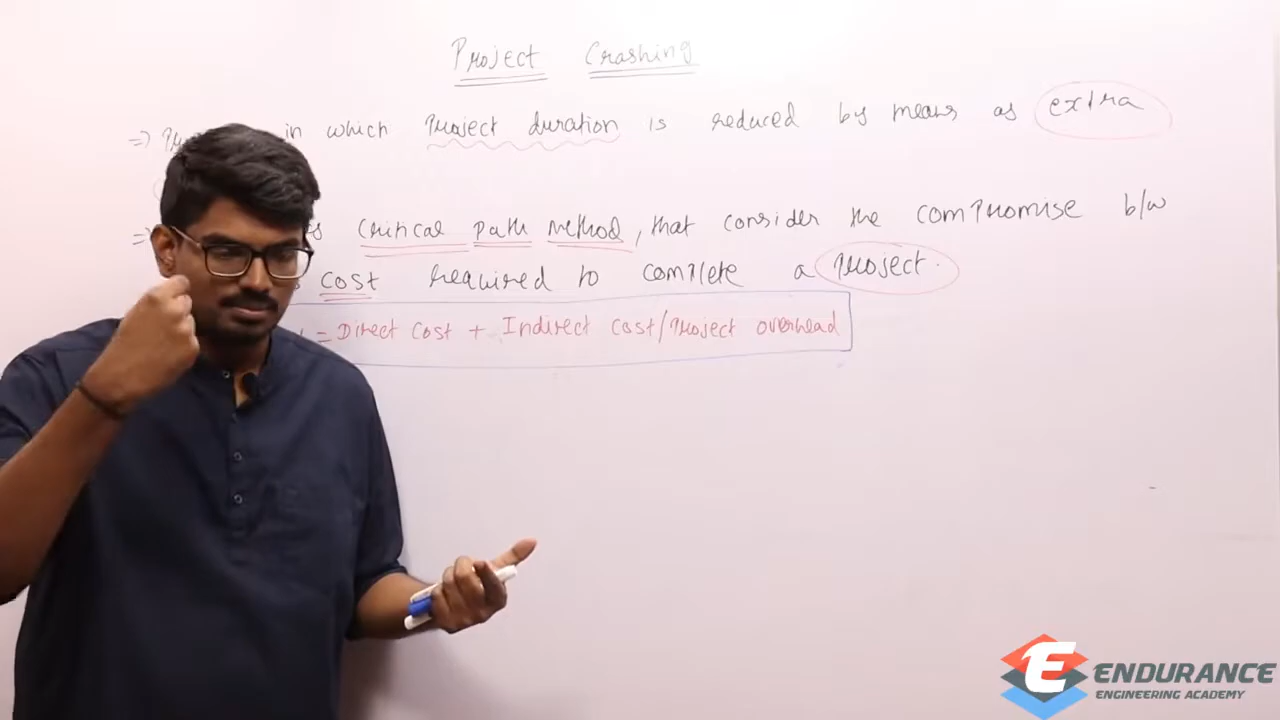 Project Crashing
⇒ in which project duration is reduced by means as extra
⇒ critical path method, that consider the compromise b/w
cost required to complete a project.
= Direct cost + Indirect cost/Project overhead
E
ENDURANCE
ENGINEERING ACADEMY